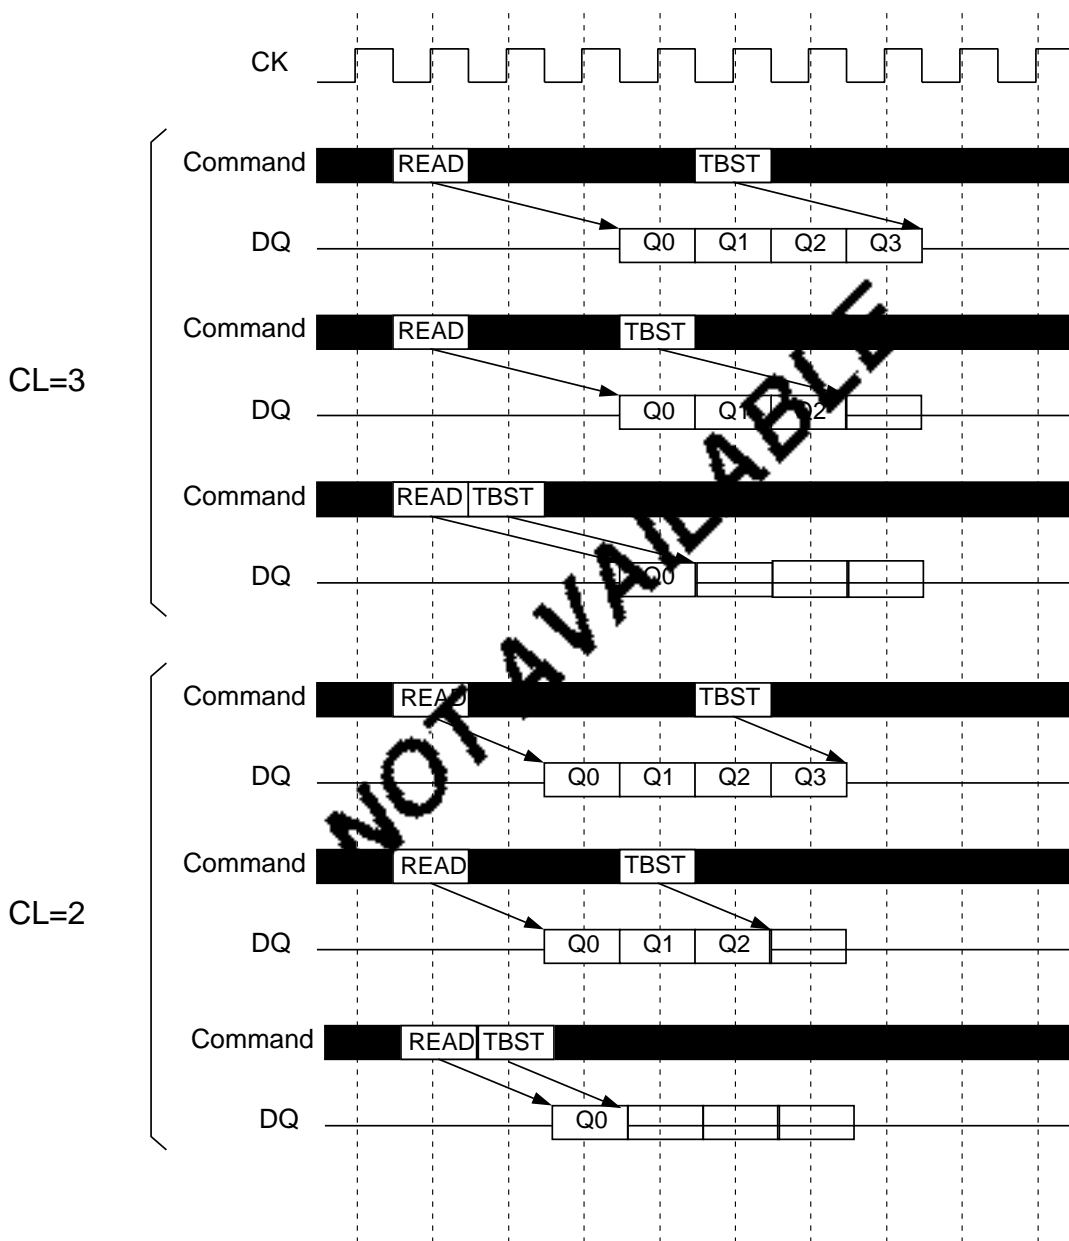 CK
Command READ TBST
DQ Q0 Q1 Q2 Q3
Command READ TBST
CL=3
DQ Q0 Q1 Q2
Command READ TBST
DQ Q0
NOT AVAILABLE
Command READ TBST
DQ Q0 Q1 Q2 Q3
Command READ TBST
CL=2
DQ Q0 Q1 Q2
Command READ TBST
DQ Q0